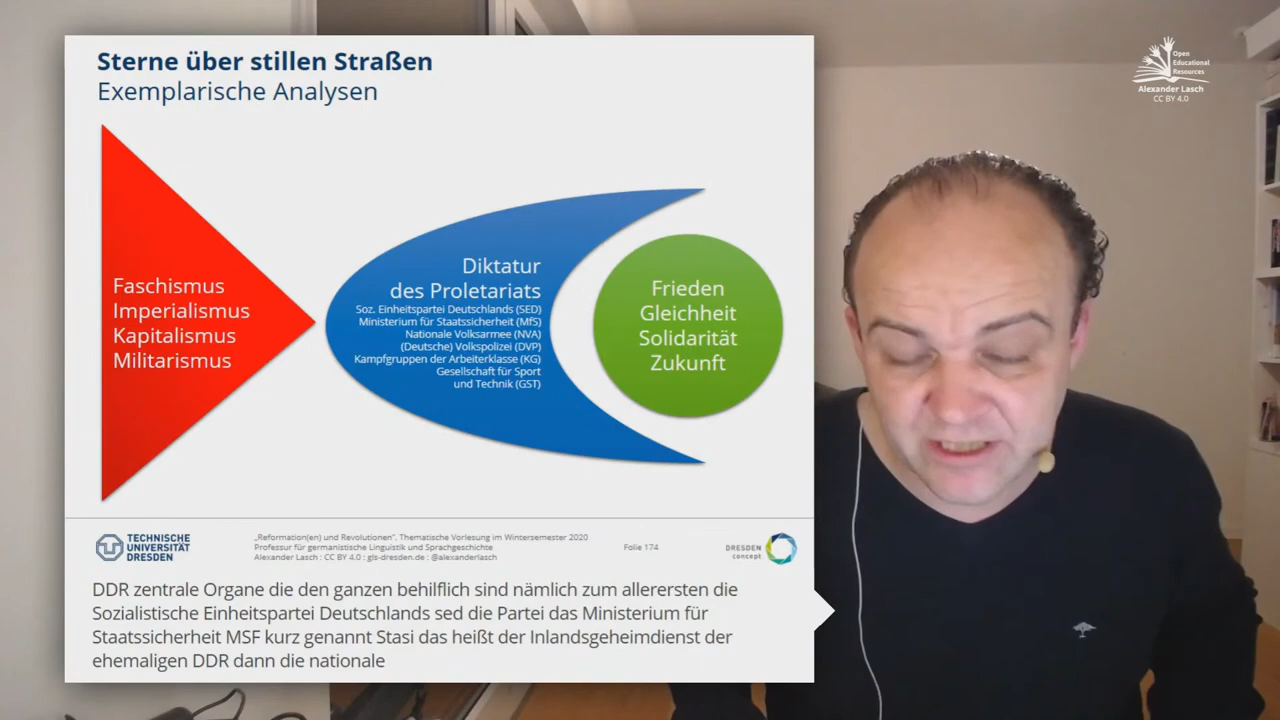 Sterne über stillen Straßen
Exemplarische Analysen
Faschismus
Imperialismus
Kapitalismus
Militarismus
Diktatur
des Proletariats
Soz. Einheitspartei Deutschlands (SED)
Ministerium für Staatssicherheit (MfS)
Nationale Volksarmee (NVA)
(Deutsche) Volkspolizei (DVP)
Kampfgruppen der Arbeiterklasse (KG)
Gesellschaft für Sport
und Technik (GST)
Frieden
Gleichheit
Solidarität
Zukunft
TECHNISCHE
UNIVERSITÄT
DRESDEN
„Reformation(en) und Revolutionen". Thematische Vorlesung im Wintersemester 2020
Professur für germanistische Linguistik und Sprachgeschichte
Alexander Lasch : CC BY 4.0 : gls-dresden.de : @alexanderlasch
Folie 174
DRESDEN
concept
DDR zentrale Organe die den ganzen behilflich sind nämlich zum allerersten die
Sozialistische Einheitspartei Deutschlands sed die Partei das Ministerium für
Staatssicherheit MSF kurz genannt Stasi das heißt der Inlandsgeheimdienst der
ehemaligen DDR dann die nationale
Open
Educational
Resources
Alexander Lasch
CC BY 4.0